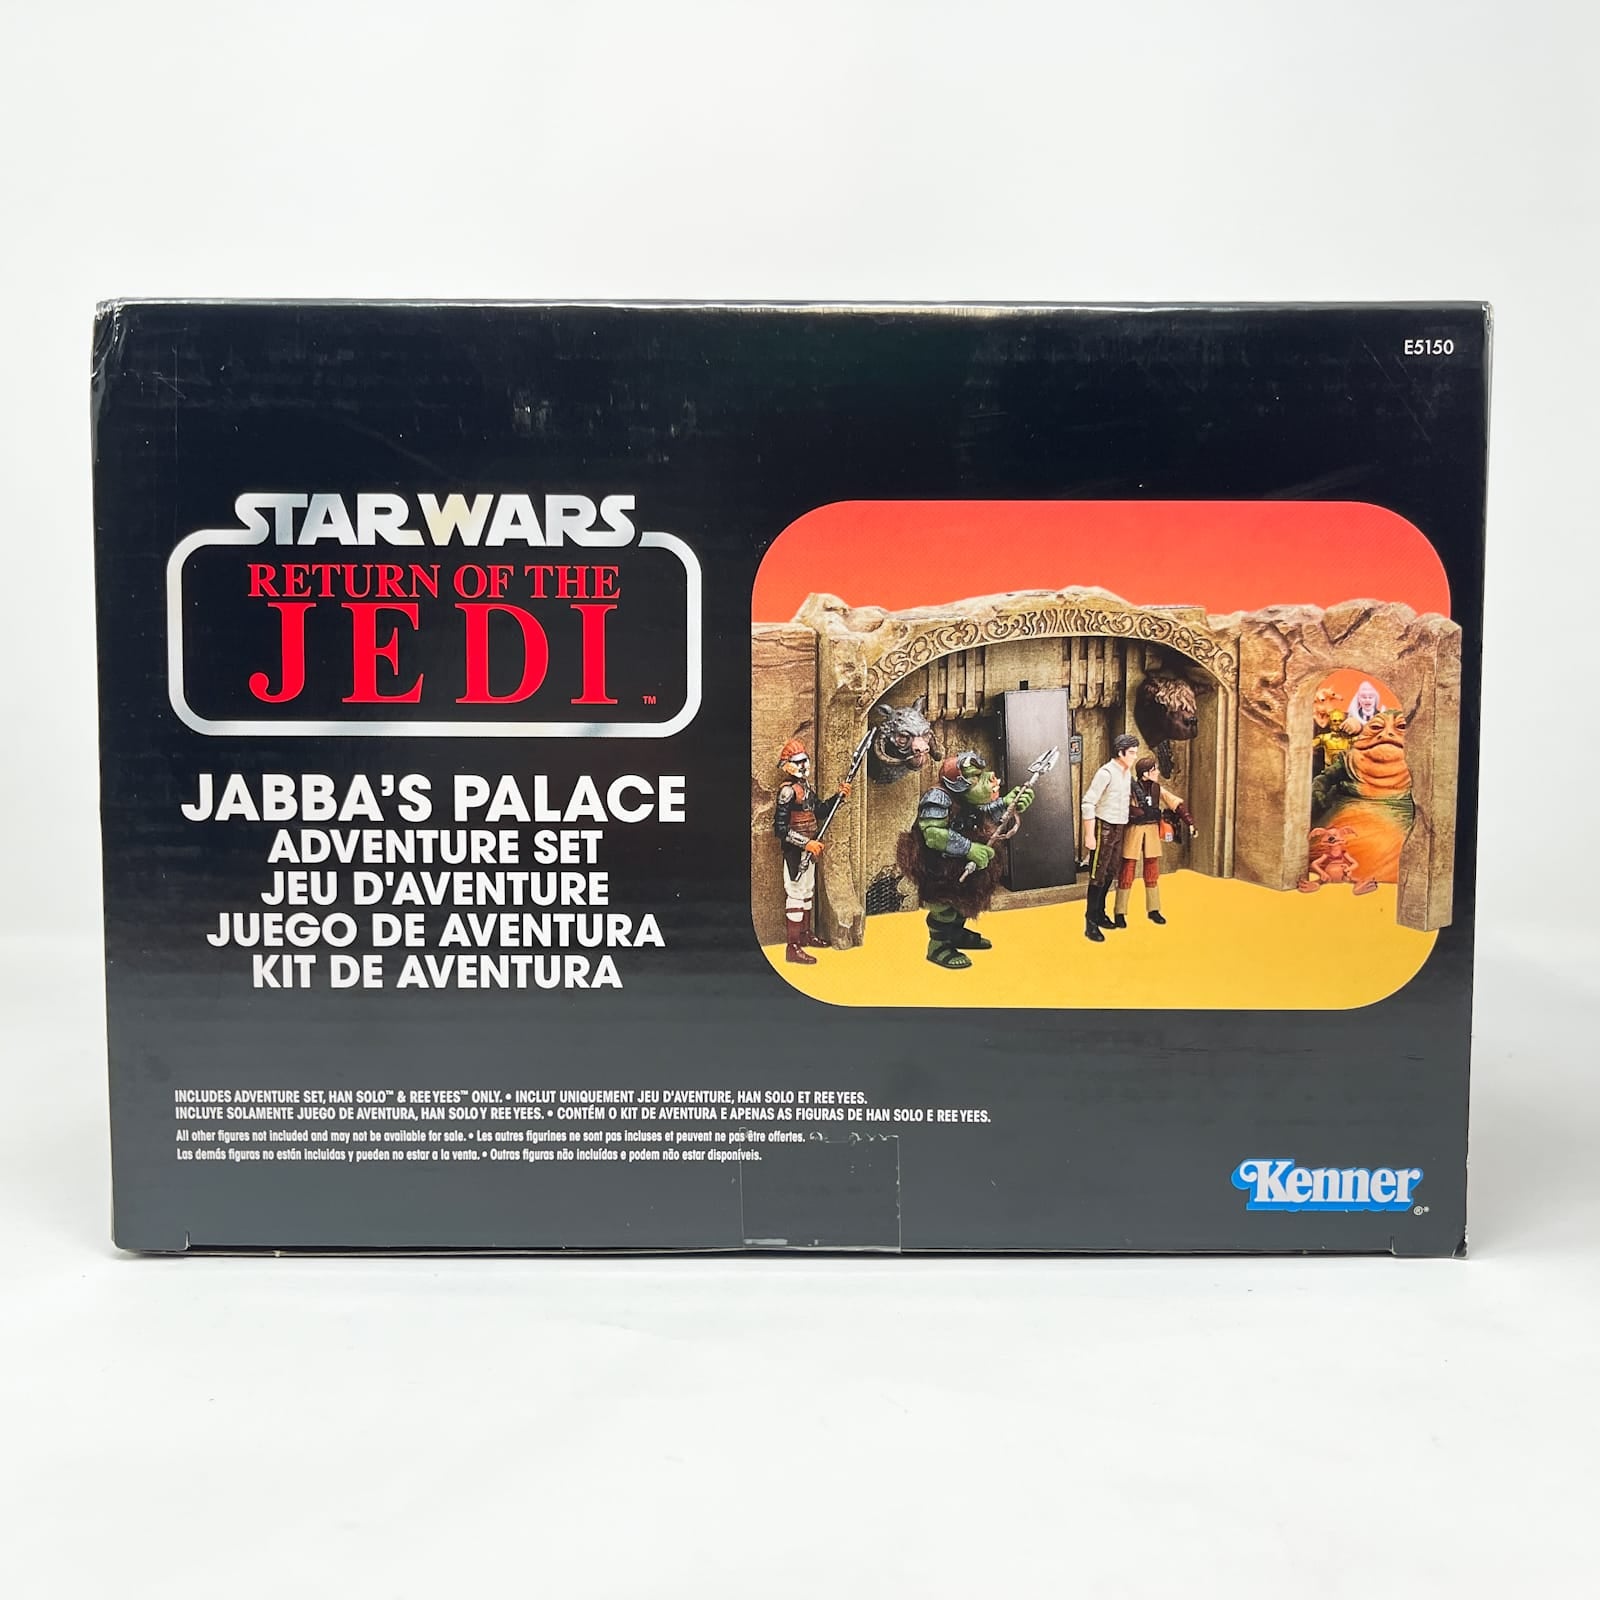 E5150
STAR WARS
RETURN OF THE
JEDI™
JABBA'S PALACE
ADVENTURE SET
JEU D'AVENTURE
JUEGO DE AVENTURA
KIT DE AVENTURA
INCLUDES ADVENTURE SET, HAN SOLO™ & REE YEES™ ONLY. • INCLUT UNIQUEMENT JEU D'AVENTURE, HAN SOLO ET REE YEES.
INCLUYE SOLAMENTE JUEGO DE AVENTURA, HAN SOLO Y REE YEES. • CONTÉM O KIT DE AVENTURA E APENAS AS FIGURAS DE HAN SOLO E REE YEES.
All other figures not included and may not be available for sale. • Les autres figurines ne sont pas incluses et peuvent ne pas être offertes.
Las demás figuras no están incluidas y pueden no estar a la venta. • Outras figuras não incluídas e podem não estar disponíveis.
Kenner®*